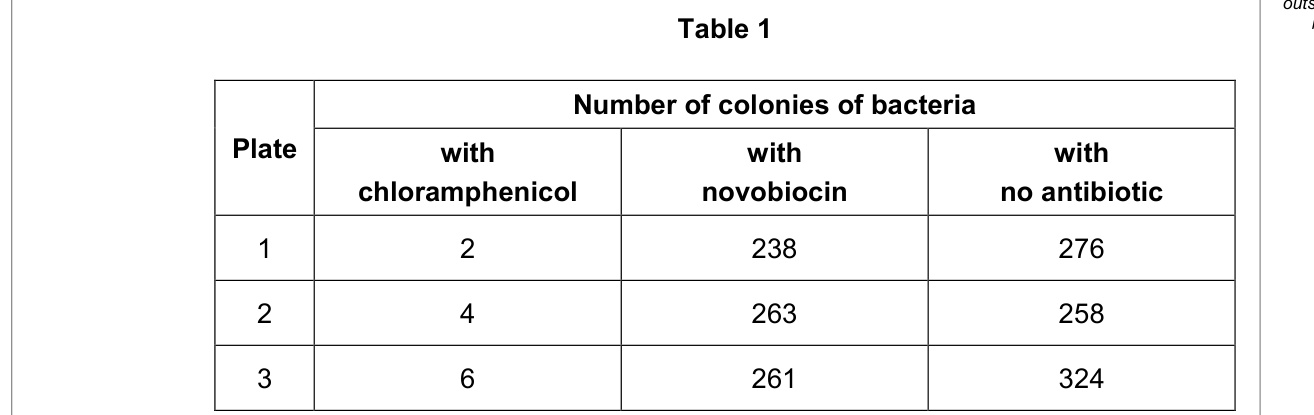 outs
Table 1
Number of colonies of bacteria
Plate
with
chloramphenicol
with
novobiocin
with
no antibiotic
1 2 238 276
2 4 263 258
3 6 261 324